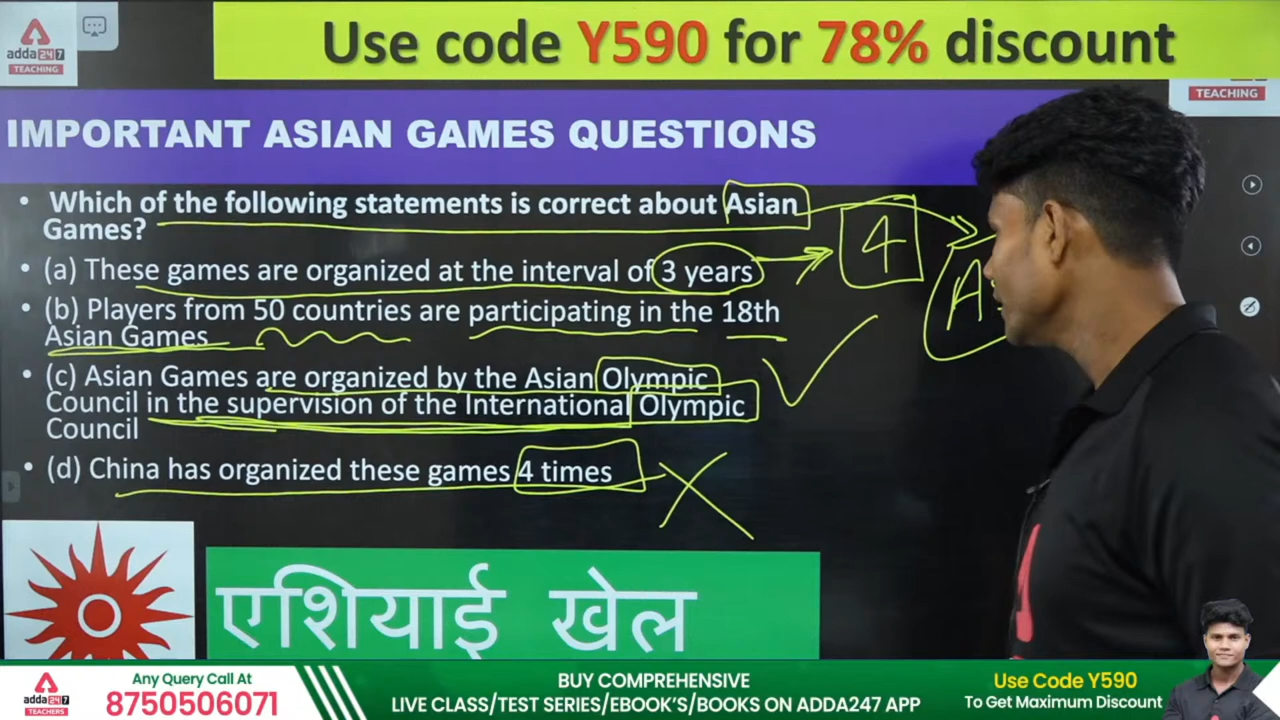 Use code Y590 for 78% discount
adda247
TEACHING
TEACHING
IMPORTANT ASIAN GAMES QUESTIONS
• Which of the following statements is correct about Asian
Games?
4
A
• (a) These games are organized at the interval of 3 years
• (b) Players from 50 countries are participating in the 18th
Asian Games
• (c) Asian Games are organized by the Asian Olympic
Council in the supervision of the International Olympic
Council
• (d) China has organized these games 4 times
एशियाई खेल
adda247
TEACHERS
Any Query Call At
8750506071
BUY COMPREHENSIVE
LIVE CLASS/TEST SERIES/EBOOK'S/BOOKS ON ADDA247 APP
Use Code Y590
To Get Maximum Discount